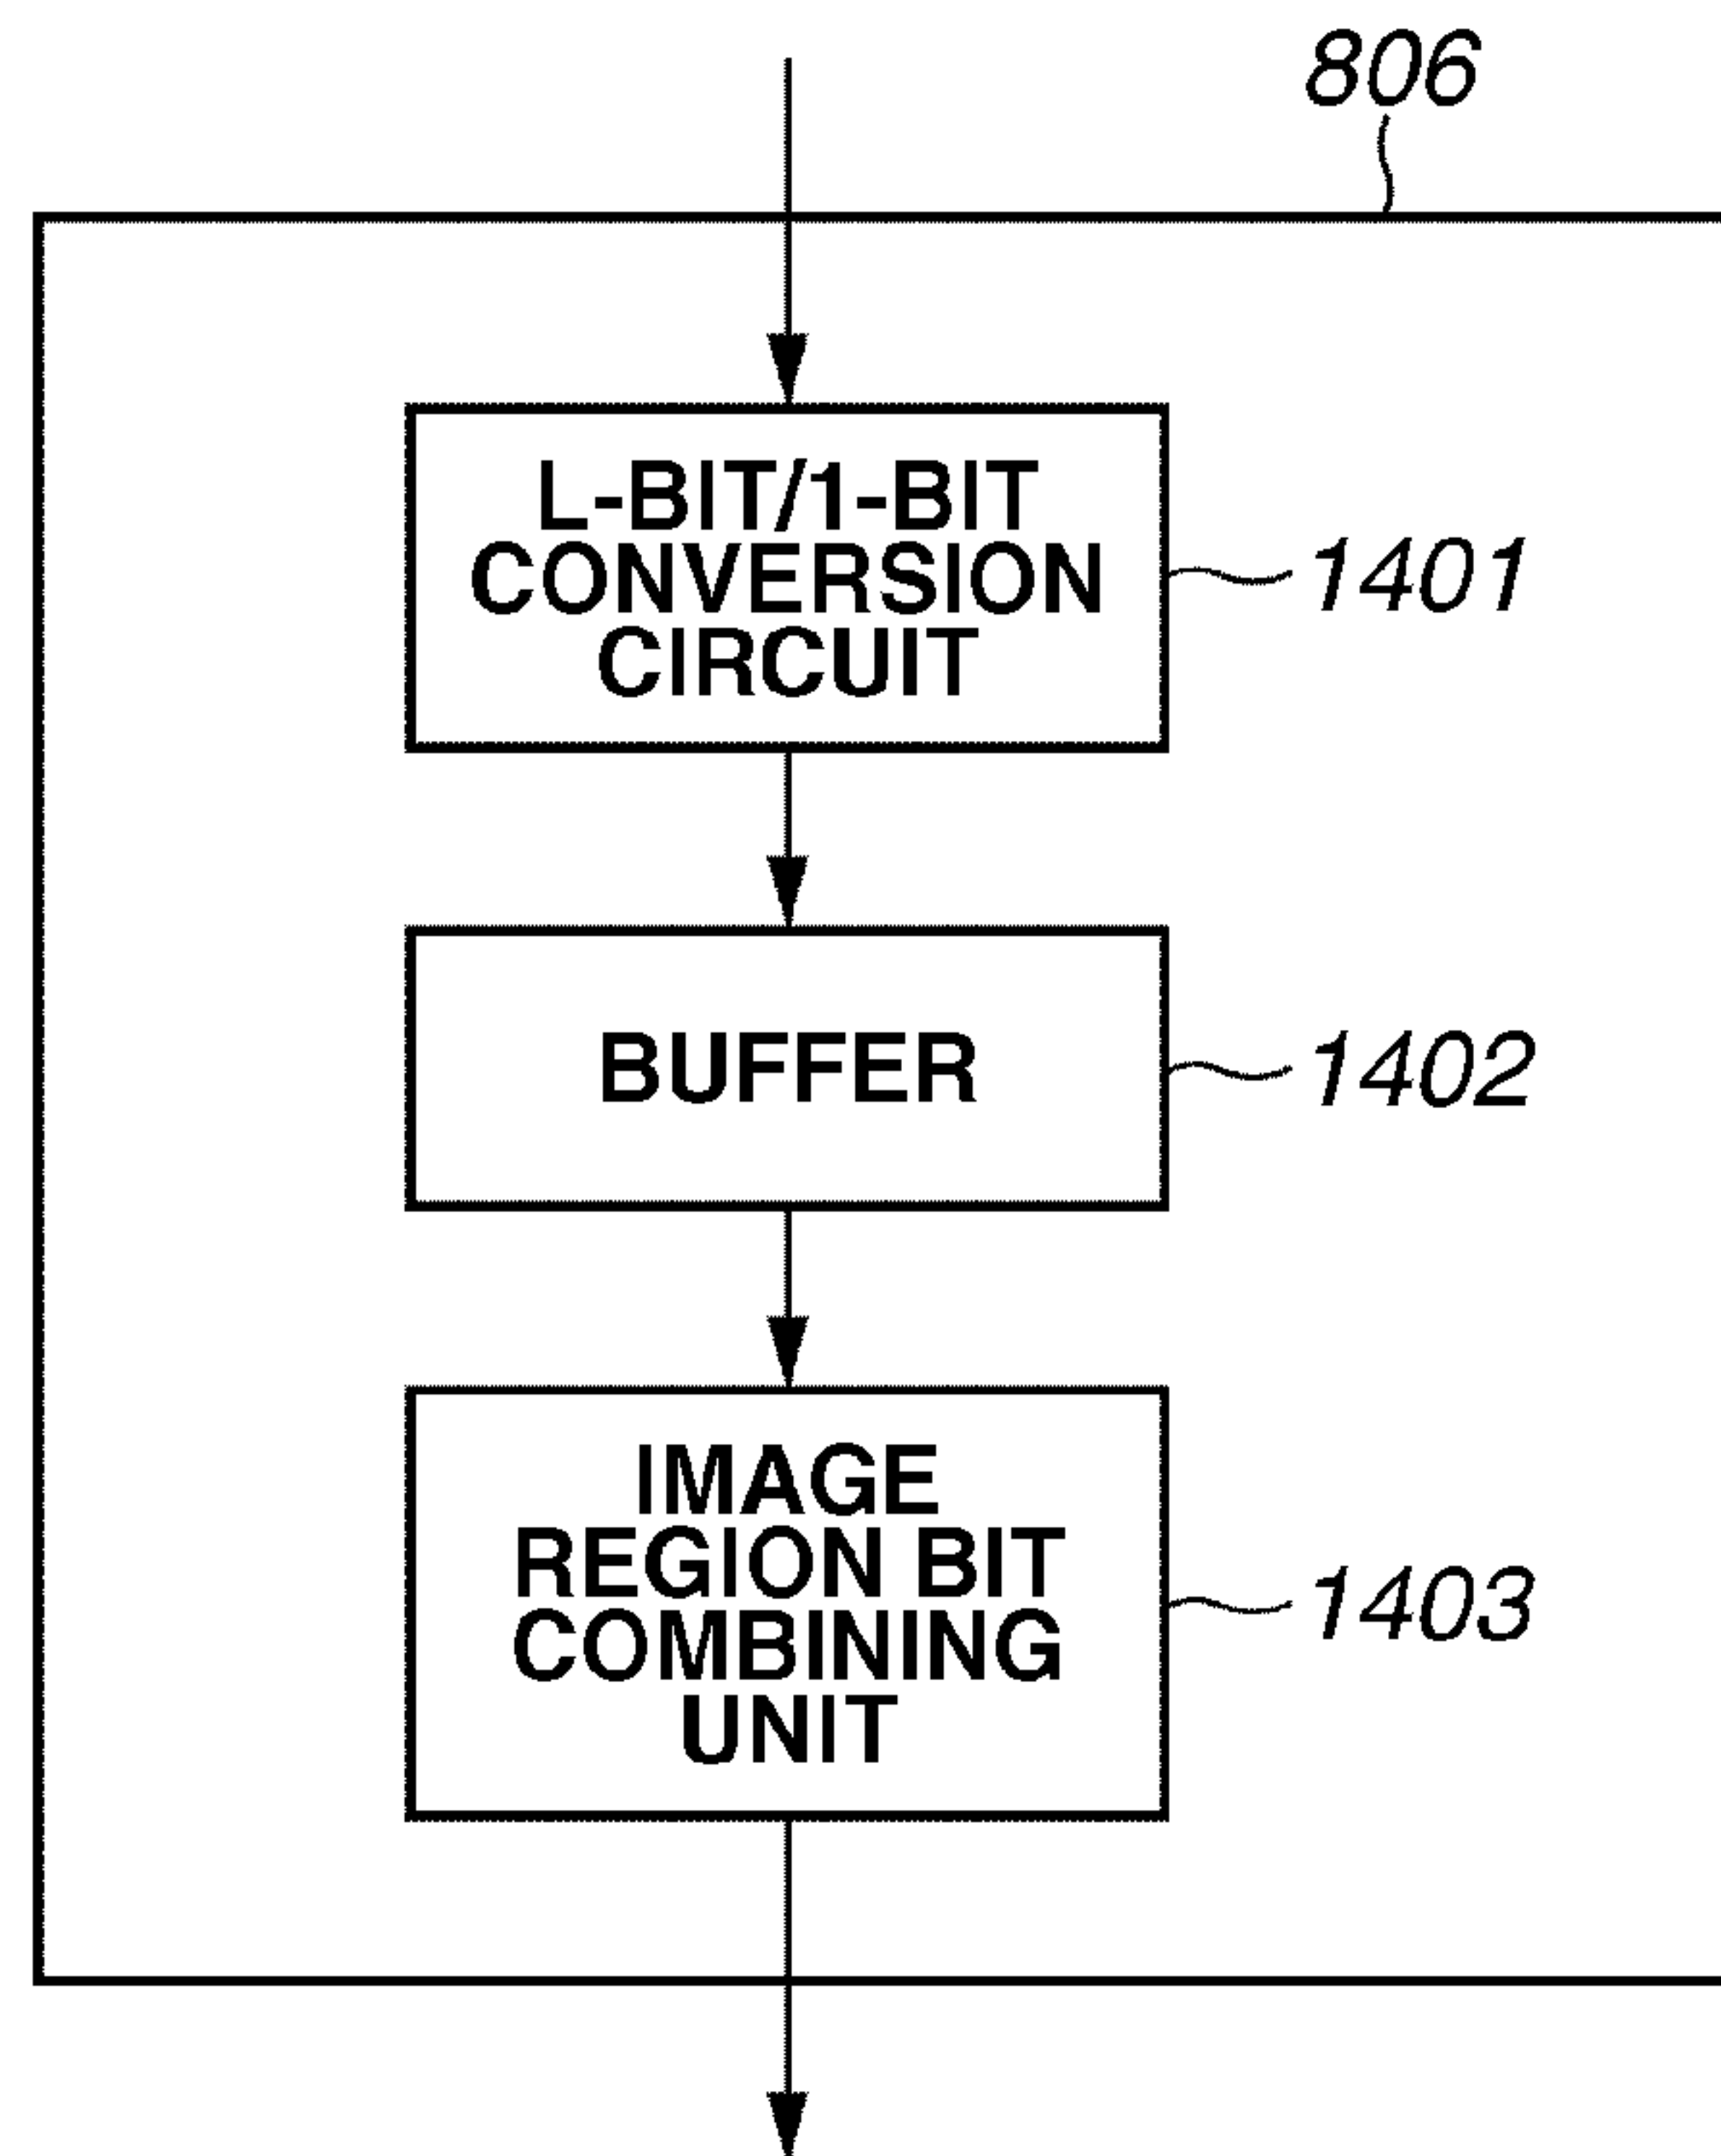 806
L-BIT/1-BIT
CONVERSION
CIRCUIT
1401
BUFFER
1402
IMAGE
REGION BIT
COMBINING
UNIT
1403